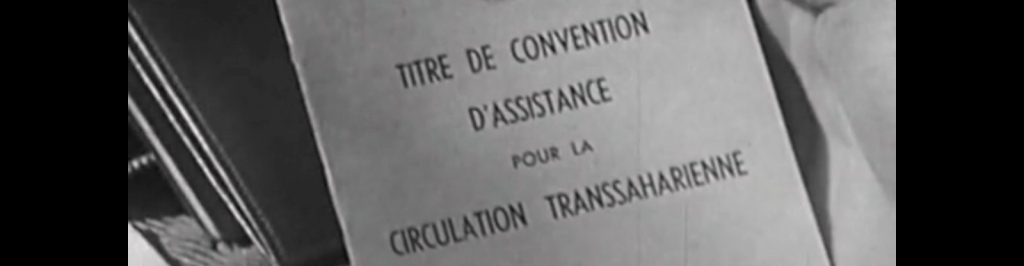 TITRE DE CONVENTION
D'ASSISTANCE
POUR LA
CIRCULATION TRANSSAHARIENNE